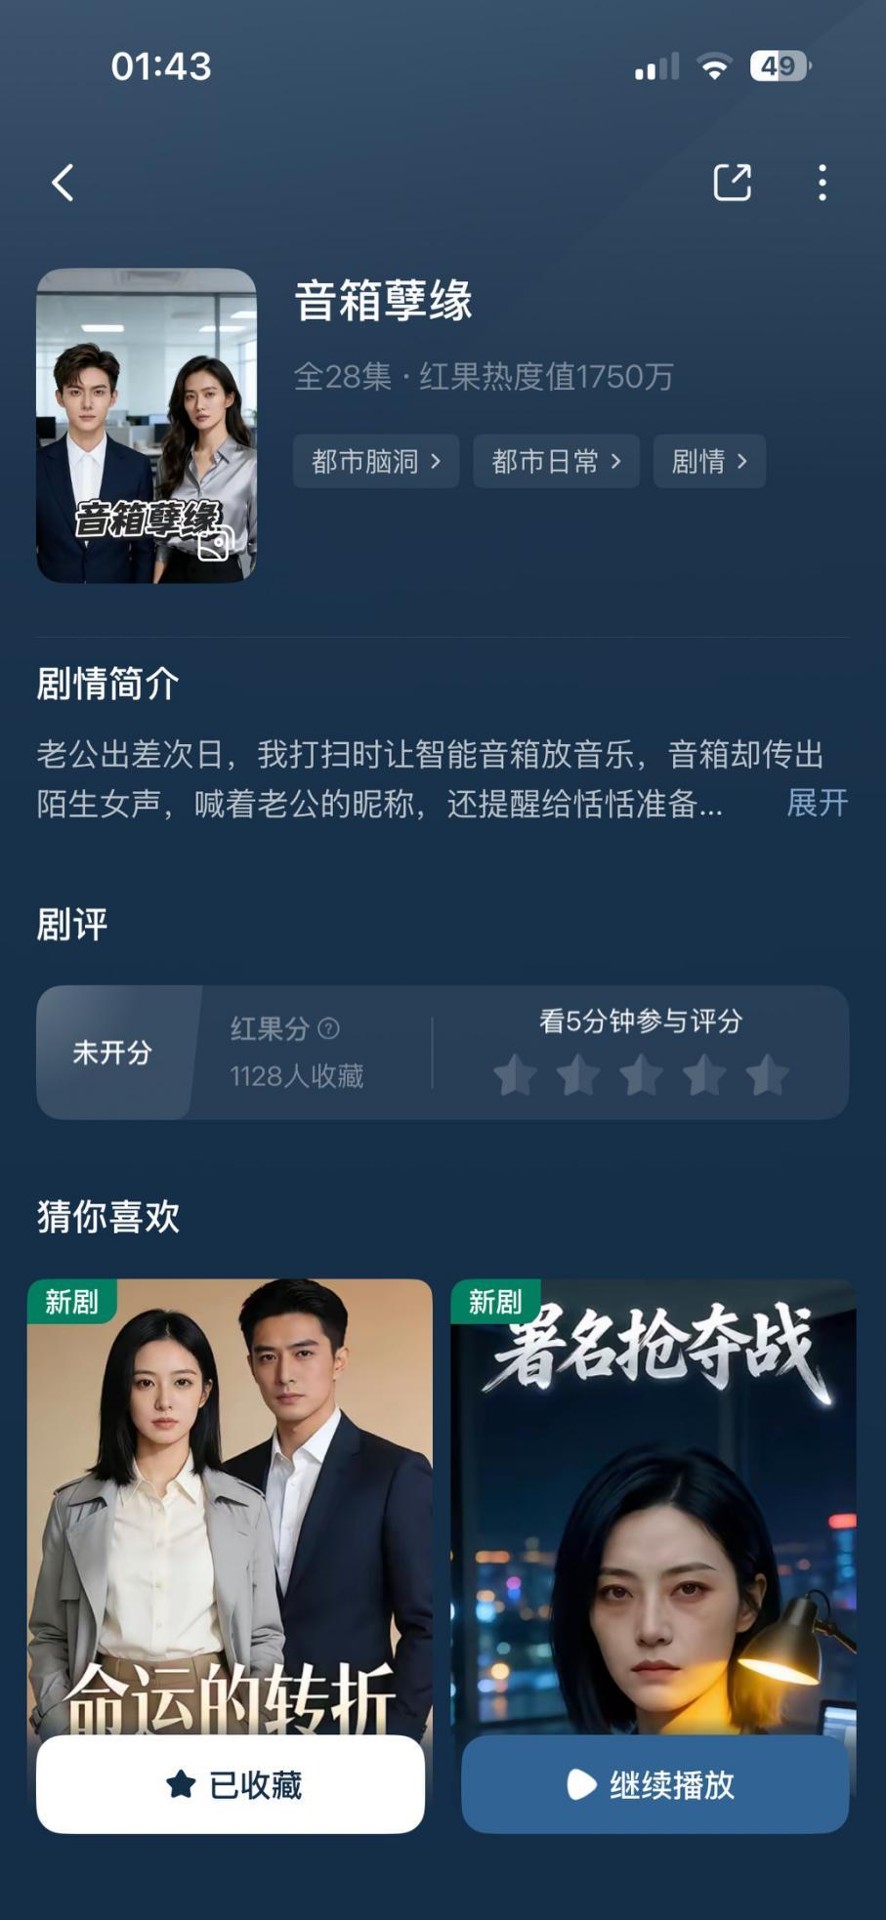 01:43
49
音箱孽缘
全28集 · 红果热度值1750万
都市脑洞
都市日常
剧情
音箱孽缘
剧情简介
老公出差次日，我打扫时让智能音箱放音乐，音箱却传出
陌生女声，喊着老公的昵称，还提醒给恬恬准备...
展开
剧评
未开分
红果分
1128人收藏
看5分钟参与评分
猜你喜欢
新剧
命运的转折
新剧
署名抢夺战
已收藏
继续播放